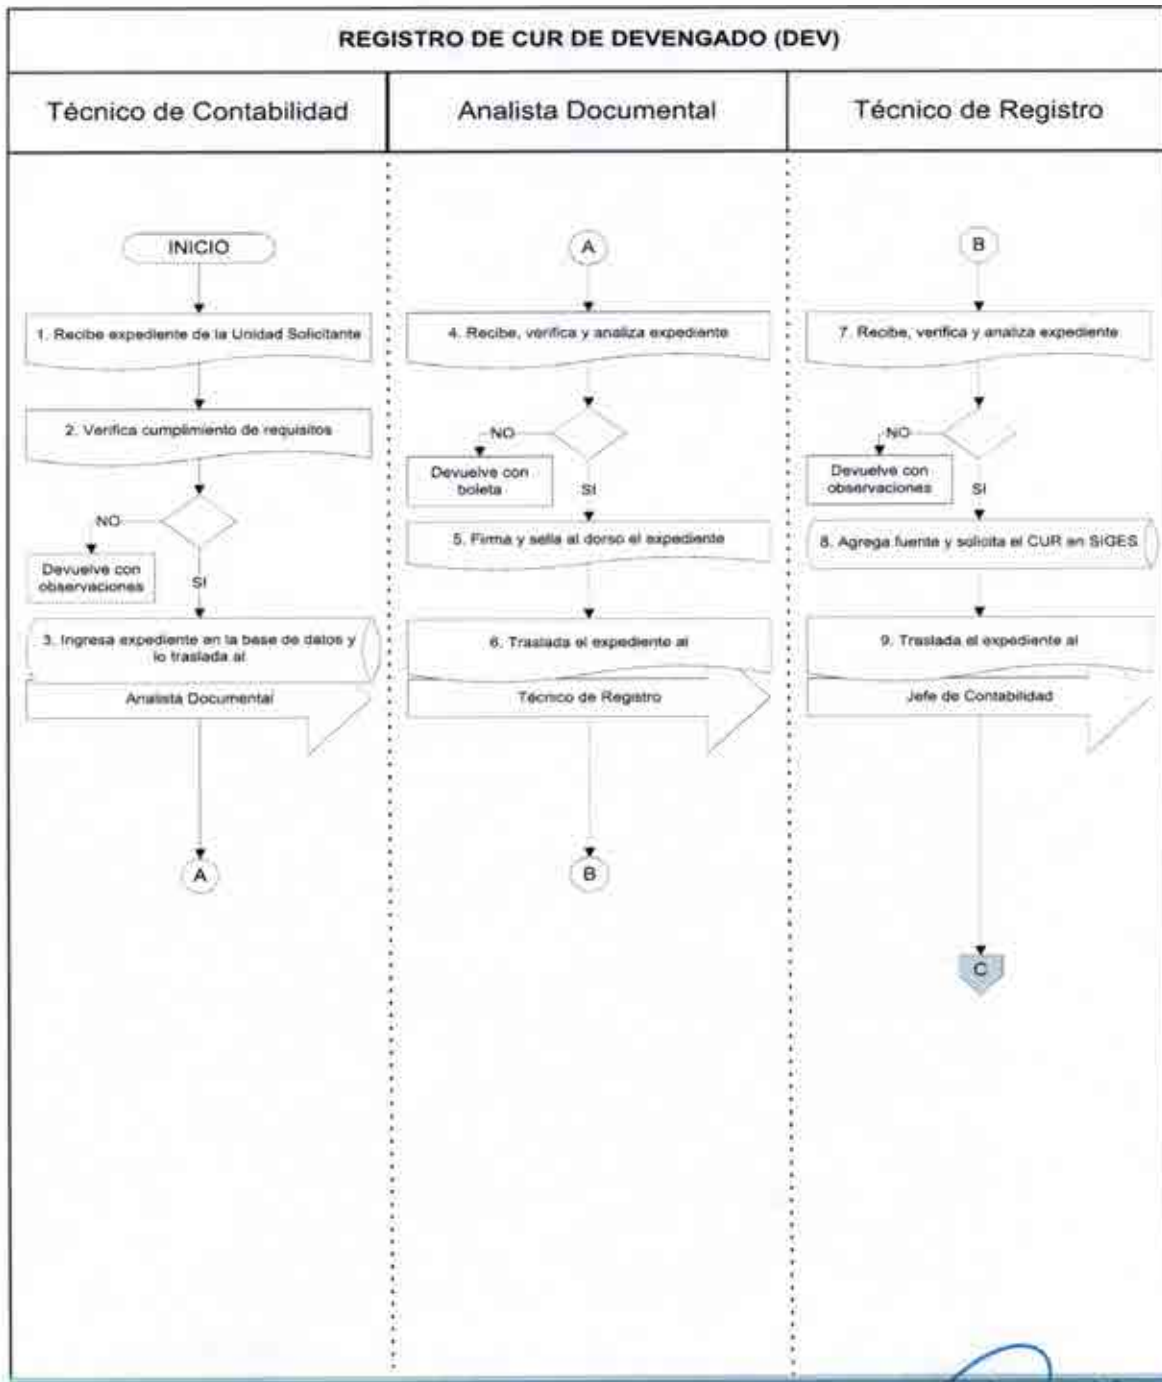 REGISTRO DE CUR DE DEVENGADO (DEV)
Técnico de Contabilidad
Analista Documental
Técnico de Registro
INICIO
1. Recibe expediente de la Unidad Solicitante
2. Verifica cumplimiento de requisitos
NO
Devuelve con
observaciones
SI
3. Ingresa expediente en la base de datos y
lo traslada al
Analista Documental
A
A
4. Recibe, verifica y analiza expediente
NO
Devuelve con
boleta
SI
5. Firma y sella al dorso el expediente
6. Traslada el expediente al
Técnico de Registro
B
B
7. Recibe, verifica y analiza expediente
NO
Devuelve con
observaciones
SI
8. Agrega fuente y solicita el CUR en SIGES
9. Traslada el expediente al
Jefe de Contabilidad
C